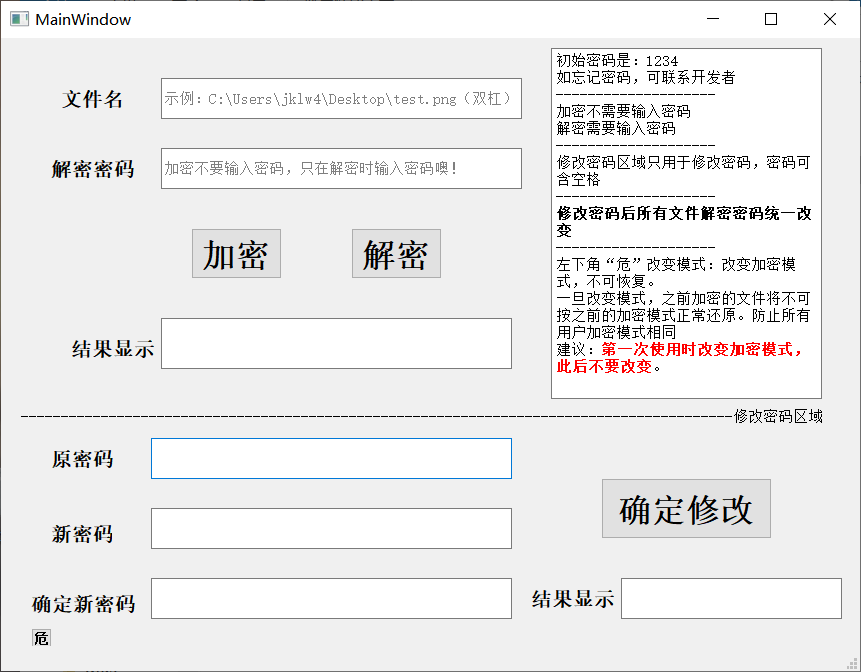 MainWindow
文件名
示例：C:\Users\jklw4\Desktop\test.png（双杠）
解密密码
加密不要输入密码，只在解密时输入密码噢！
加密
解密
结果显示
初始密码是：1234
如忘记密码，可联系开发者
--------------------
加密不需要输入密码
解密需要输入密码
--------------------
修改密码区域只用于修改密码，密码可
含空格
--------------------
修改密码后所有文件解密密码统一改
变
--------------------
左下角“危”改变模式：改变加密模
式，不可恢复。
一旦改变模式，之前加密的文件将不可
按之前的加密模式正常还原。防止所有
用户加密模式相同
建议：第一次使用时改变加密模式，
此后不要改变。
-----------------------------------------------------------------------------------------修改密码区域
原密码
新密码
确定新密码
确定修改
结果显示
危